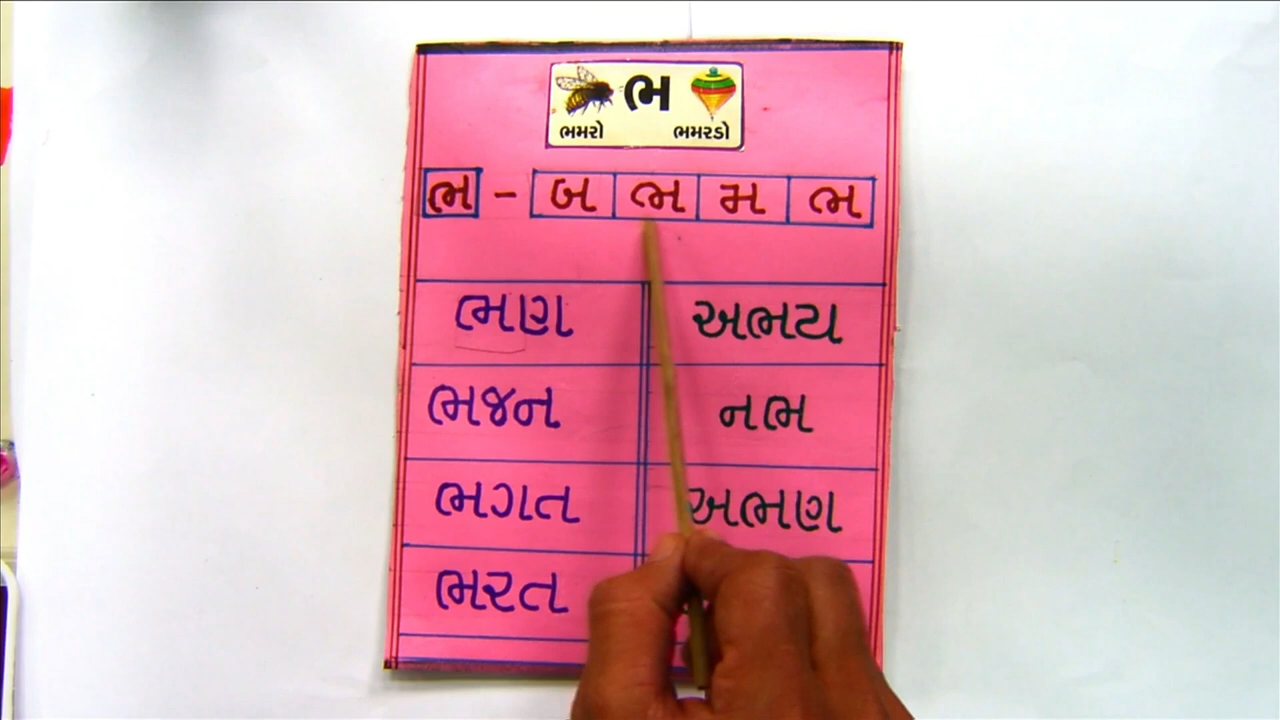 ભ
ભમરો ભમરડો
ભ - બ ભ મ ભ
ભણ અભય
ભજન નભ
ભગત અભણ
ભરત